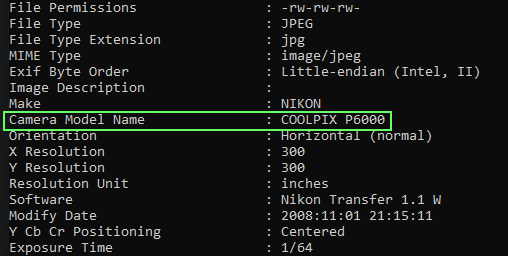 File Permissions : -rw-rw-rw-
File Type : JPEG
File Type Extension : jpg
MIME Type : image/jpeg
Exif Byte Order : Little-endian (Intel, II)
Image Description :
Make : NIKON
Camera Model Name : COOLPIX P6000
Orientation : Horizontal (normal)
X Resolution : 300
Y Resolution : 300
Resolution Unit : inches
Software : Nikon Transfer 1.1 W
Modify Date : 2008:11:01 21:15:11
Y Cb Cr Positioning : Centered
Exposure Time : 1/64